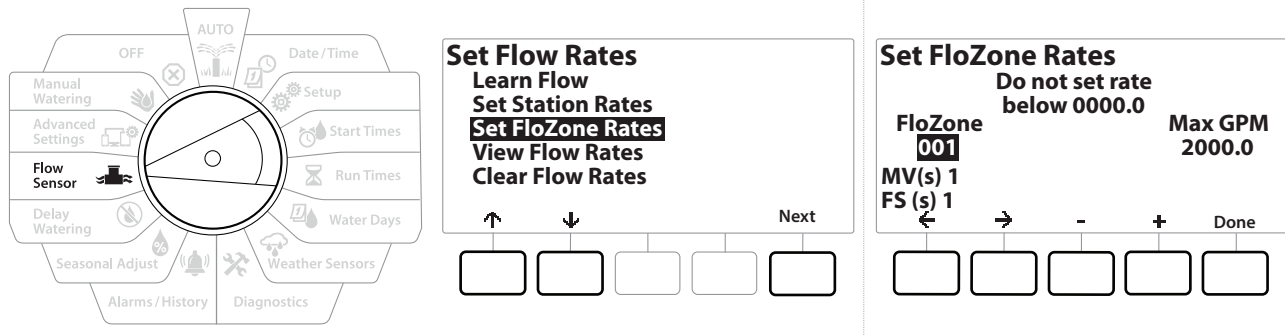 AUTO
Date/Time
Setup
Start Times
Run Times
Water Days
Weather Sensors
Diagnostics
Alarms/History
Seasonal Adjust
%
Delay
Watering
Flow
Sensor
Advanced
Settings
Manual
Watering
OFF
Set Flow Rates
Learn Flow
Set Station Rates
Set FloZone Rates
View Flow Rates
Clear Flow Rates
↑ ↓ Next
Set FloZone Rates
Do not set rate
below 0000.0
FloZone Max GPM
001 2000.0
MV(s) 1
FS (s) 1
← → - + Done